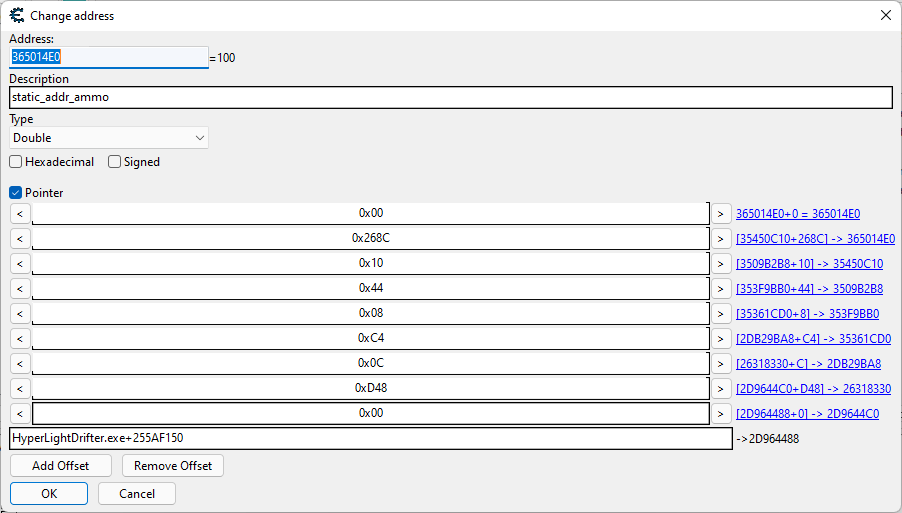 Change address
Address:
365014E0 =100
Description
static_addr_ammo
Type
Double
Hexadecimal Signed
Pointer
< 0x00 > 365014E0+0 = 365014E0
< 0x268C > [35450C10+268C] -> 365014E0
< 0x10 > [3509B2B8+10] -> 35450C10
< 0x44 > [353F9BB0+44] -> 3509B2B8
< 0x08 > [35361CD0+8] -> 353F9BB0
< 0xC4 > [2DB29BA8+C4] -> 35361CD0
< 0x0C > [26318330+C] -> 2DB29BA8
< 0xD48 > [2D9644C0+D48] -> 26318330
< 0x00 > [2D964488+0] -> 2D9644C0
HyperLightDrifter.exe+255AF150 ->2D964488
Add Offset Remove Offset
OK Cancel